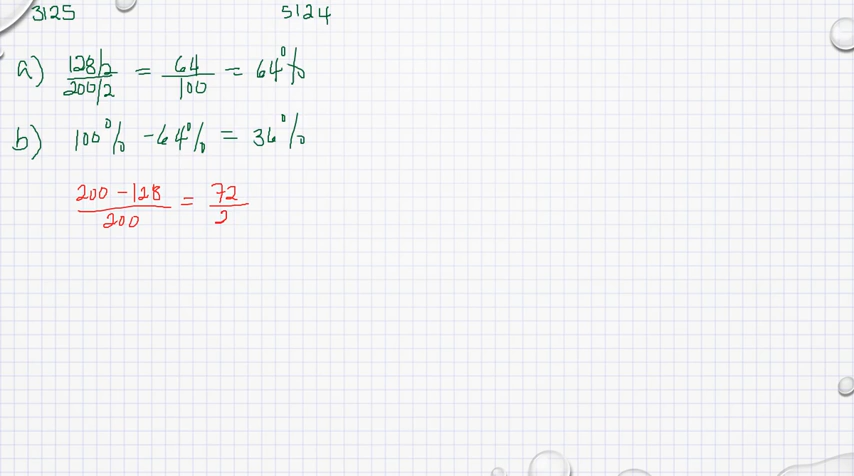 3125 5124
a) 128/2 / 200/2 = 64/100 = 64%
b) 100% - 64% = 36%
200 - 128 / 200 = 72/2